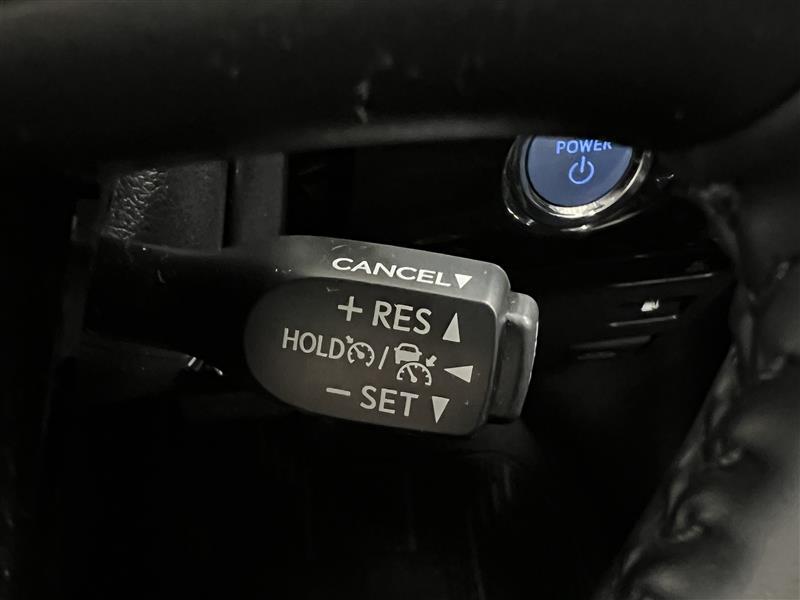 POWER
CANCEL▼
+ RES ▲
HOLD / ◀
− SET ▼